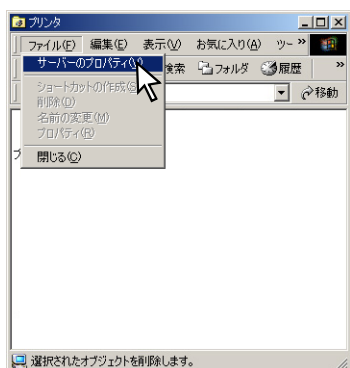 プリンタ
ファイル(F) 編集(E) 表示(V) お気に入り(A) ツー »
サーバーのプロパティ(
検索 フォルダ 履歴 »
ショートカットの作成(S
削除(D)
移動
名前の変更(M)
プロパティ(R)
閉じる(C)
選択されたオブジェクトを削除します。